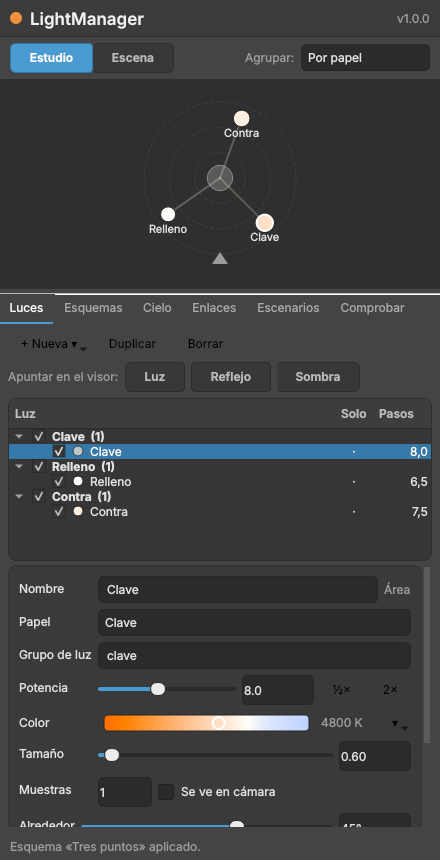 LightManager v1.0.0
Estudio Escena Agrupar: Por papel
Contra
Relleno
Clave
Luces Esquemas Cielo Enlaces Escenarios Comprobar
+ Nueva ▾ Duplicar Borrar
Apuntar en el visor: Luz Reflejo Sombra
Luz Solo Pasos
Clave (1)
Clave · 8,0
Relleno (1)
Relleno · 6,5
Contra (1)
Contra · 7,5
Nombre Clave Área
Papel Clave
Grupo de luz clave
Potencia 8.0 ½× 2×
Color 4800 K ▾
Tamaño 0.60
Muestras 1 Se ve en cámara
Alrededor 45°
Esquema «Tres puntos» aplicado.